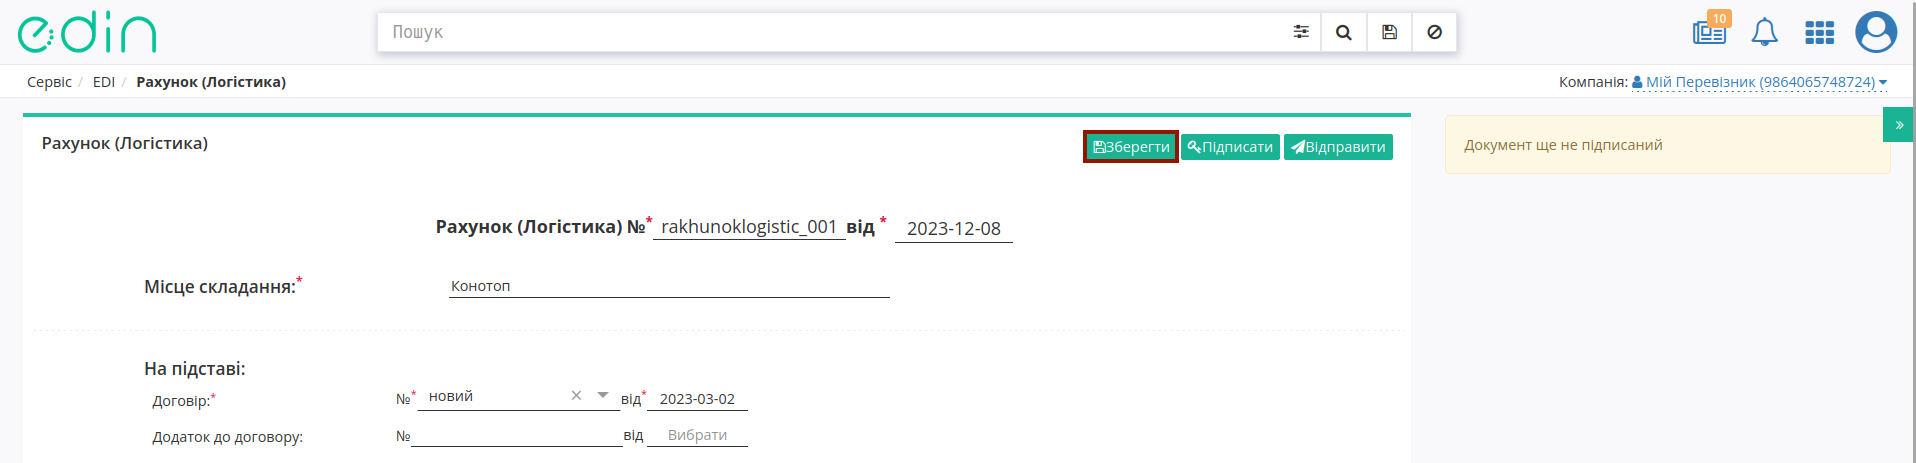 edin
Пошук
10
Сервіс / EDI / Рахунок (Логістика)
Компанія: Мій Перевізник (9864065748724)
Рахунок (Логістика)
Зберегти Підписати Відправити
»
Документ ще не підписаний
Рахунок (Логістика) №* rakhunoklogistic_001 від * 2023-12-08
Місце складання:* Конотоп
На підставі:
Договір:* №* новий × від* 2023-03-02
Додаток до договору: № від Вибрати